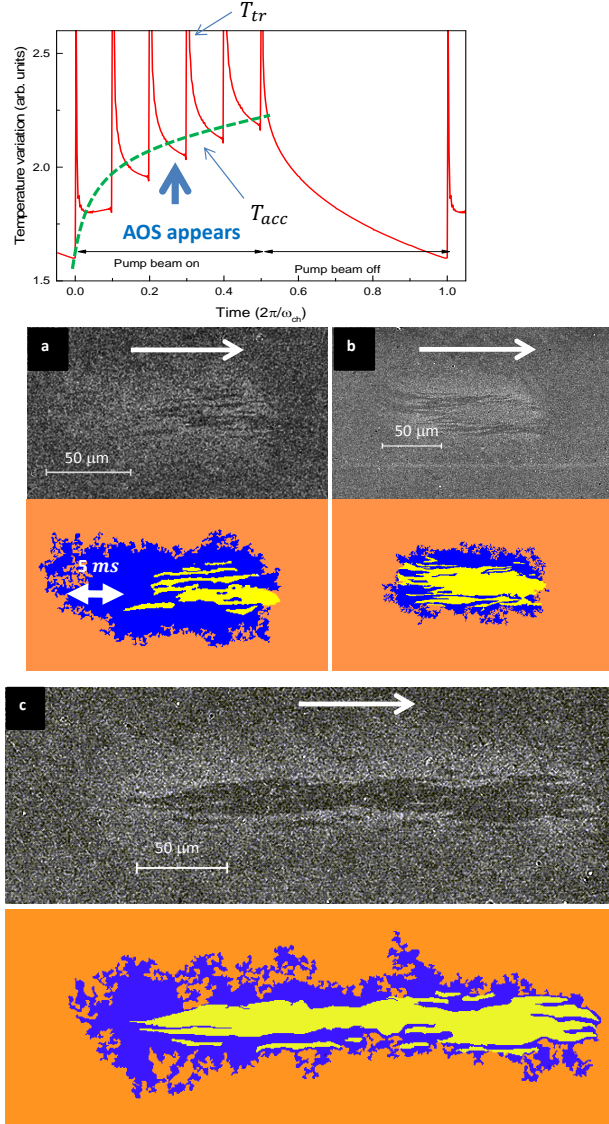 T_tr
2.5
2.0
1.5
Temperature variation (arb. units)
AOS appears
T_acc
Pump beam on
Pump beam off
0.0 0.2 0.4 0.6 0.8 1.0
Time (2π/ω_ch)
a
50 μm
b
50 μm
5 ms
c
50 μm